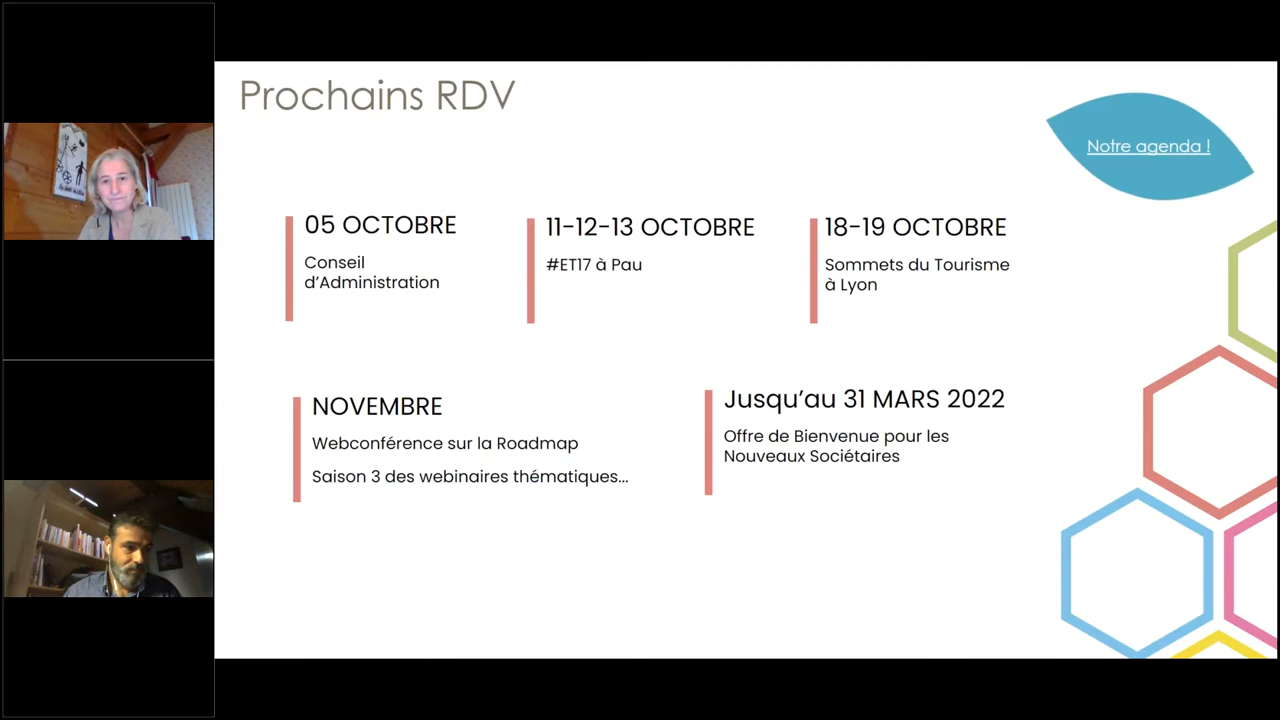 Prochains RDV
Notre agenda !
05 OCTOBRE
Conseil
d’Administration
11-12-13 OCTOBRE
#ET17 à Pau
18-19 OCTOBRE
Sommets du Tourisme
à Lyon
NOVEMBRE
Webconférence sur la Roadmap
Saison 3 des webinaires thématiques...
Jusqu’au 31 MARS 2022
Offre de Bienvenue pour les
Nouveaux Sociétaires